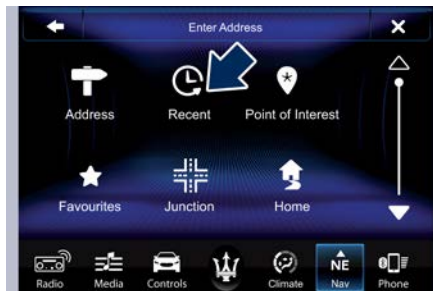 Enter Address
Address
Recent
Point of Interest
Favourites
Junction
Home
NE
Radio
Media
Controls
Climate
Nav
Phone